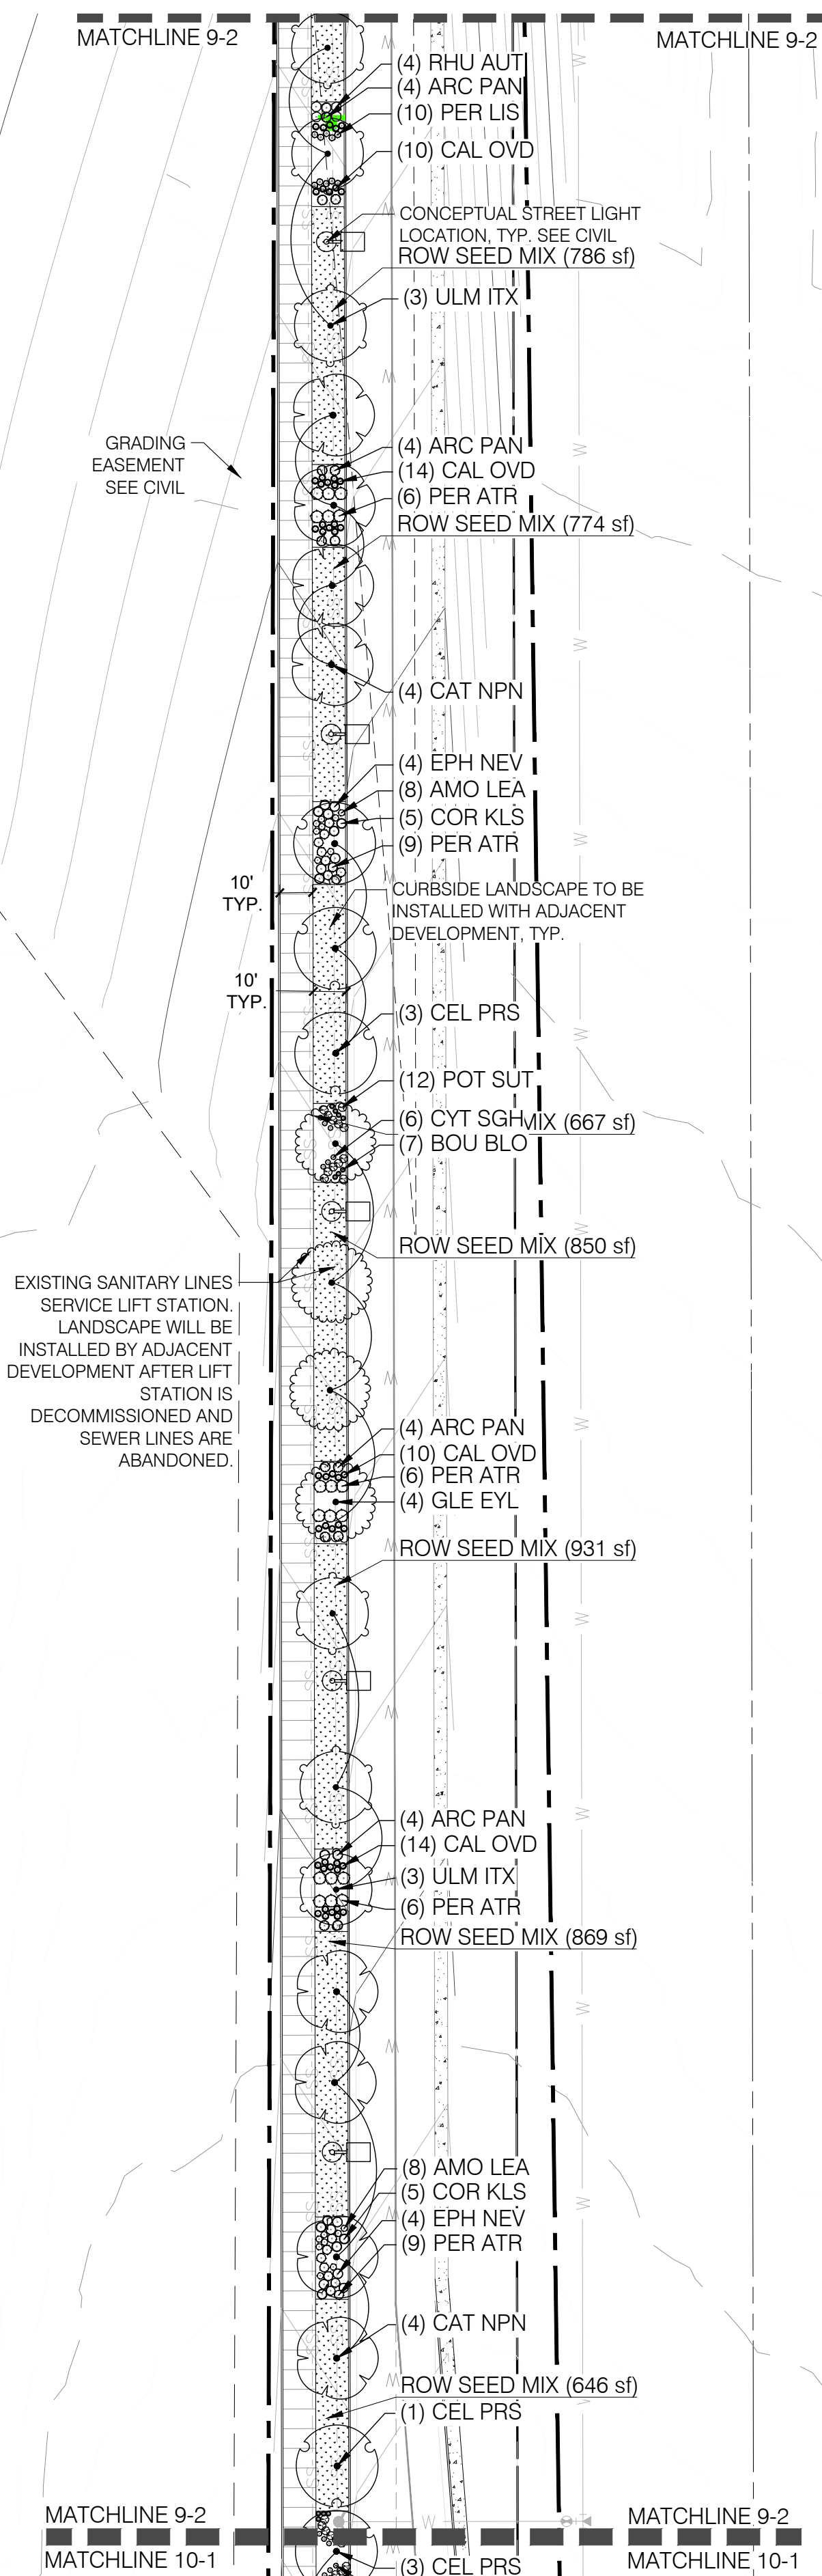 MATCHLINE 9-2
MATCHLINE 9-2
(4) RHU AUT
(4) ARC PAN
(10) PER LIS
(10) CAL OVD
CONCEPTUAL STREET LIGHT
LOCATION, TYP. SEE CIVIL
ROW SEED MIX (786 sf)
(3) ULM ITX
GRADING
EASEMENT
SEE CIVIL
(4) ARC PAN
(14) CAL OVD
(6) PER ATR
ROW SEED MIX (774 sf)
(4) CAT NPN
(4) EPH NEV
(8) AMO LEA
(5) COR KLS
(9) PER ATR
10'
TYP.
CURBSIDE LANDSCAPE TO BE
INSTALLED WITH ADJACENT
DEVELOPMENT, TYP.
10'
TYP.
(3) CEL PRS
(12) POT SUT
(6) CYT SGH
MIX (667 sf)
(7) BOU BLO
ROW SEED MIX (850 sf)
EXISTING SANITARY LINES
SERVICE LIFT STATION.
LANDSCAPE WILL BE
INSTALLED BY ADJACENT
DEVELOPMENT AFTER LIFT
STATION IS
DECOMMISSIONED AND
SEWER LINES ARE
ABANDONED.
(4) ARC PAN
(10) CAL OVD
(6) PER ATR
(4) GLE EYL
ROW SEED MIX (931 sf)
(4) ARC PAN
(14) CAL OVD
(3) ULM ITX
(6) PER ATR
ROW SEED MIX (869 sf)
(8) AMO LEA
(5) COR KLS
(4) EPH NEV
(9) PER ATR
(4) CAT NPN
ROW SEED MIX (646 sf)
(1) CEL PRS
MATCHLINE 9-2
MATCHLINE 9-2
W
MATCHLINE 10-1
MATCHLINE 10-1
(3) CEL PRS